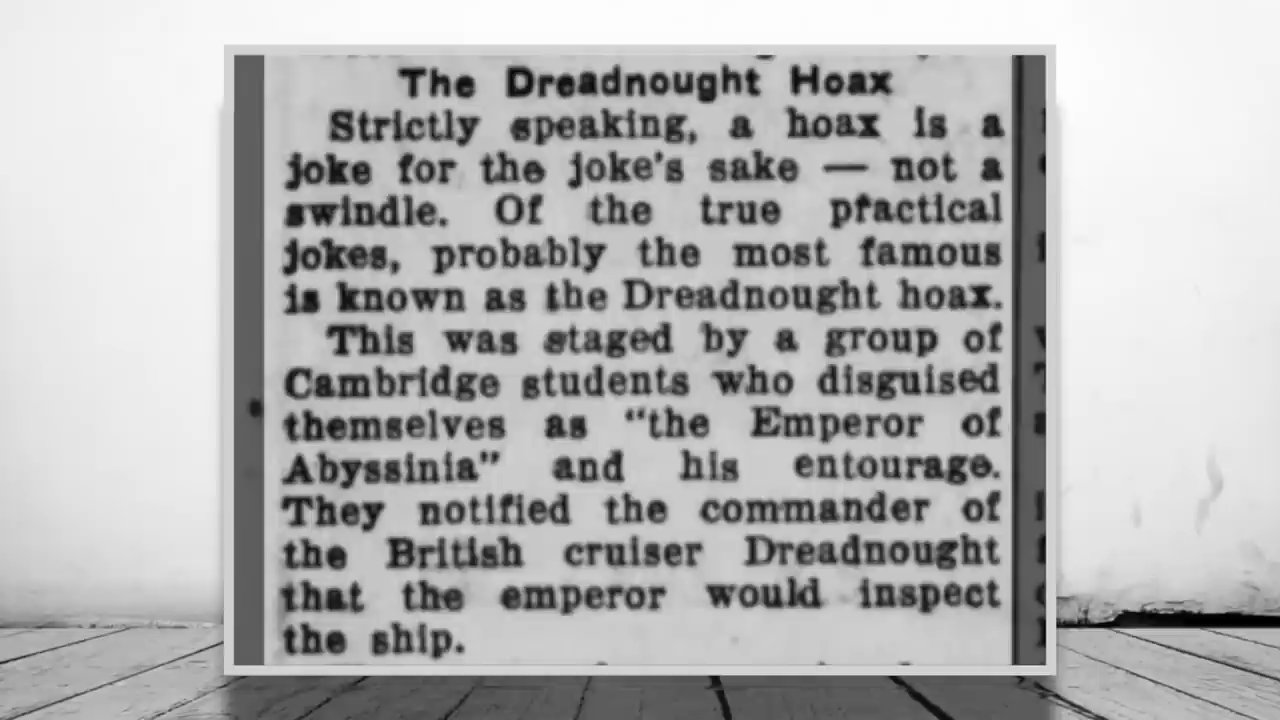 The Dreadnought Hoax
Strictly speaking, a hoax is a
joke for the joke's sake — not a
swindle. Of the true practical
jokes, probably the most famous
is known as the Dreadnought hoax.
This was staged by a group of
Cambridge students who disguised
themselves as "the Emperor of
Abyssinia" and his entourage.
They notified the commander of
the British cruiser Dreadnought
that the emperor would inspect
the ship.